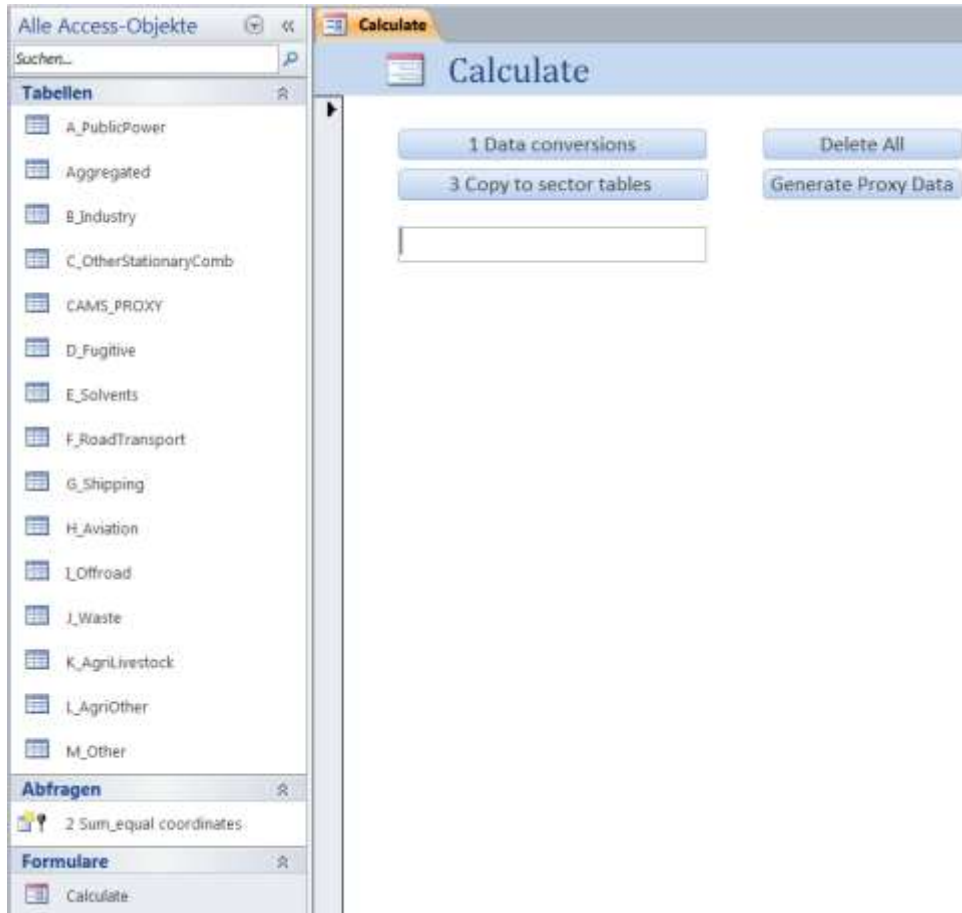 Alle Access-Objekte
Suchen...
Tabellen
A_PublicPower
Aggregated
B_Industry
C_OtherStationaryComb
CAMS_PROXY
D_Fugitive
E_Solvents
F_RoadTransport
G_Shipping
H_Aviation
I_Offroad
J_Waste
K_AgriLivestock
L_AgriOther
M_Other
Abfragen
2 Sum_equal coordinates
Formulare
Calculate
Calculate
Calculate
1 Data conversions
Delete All
3 Copy to sector tables
Generate Proxy Data